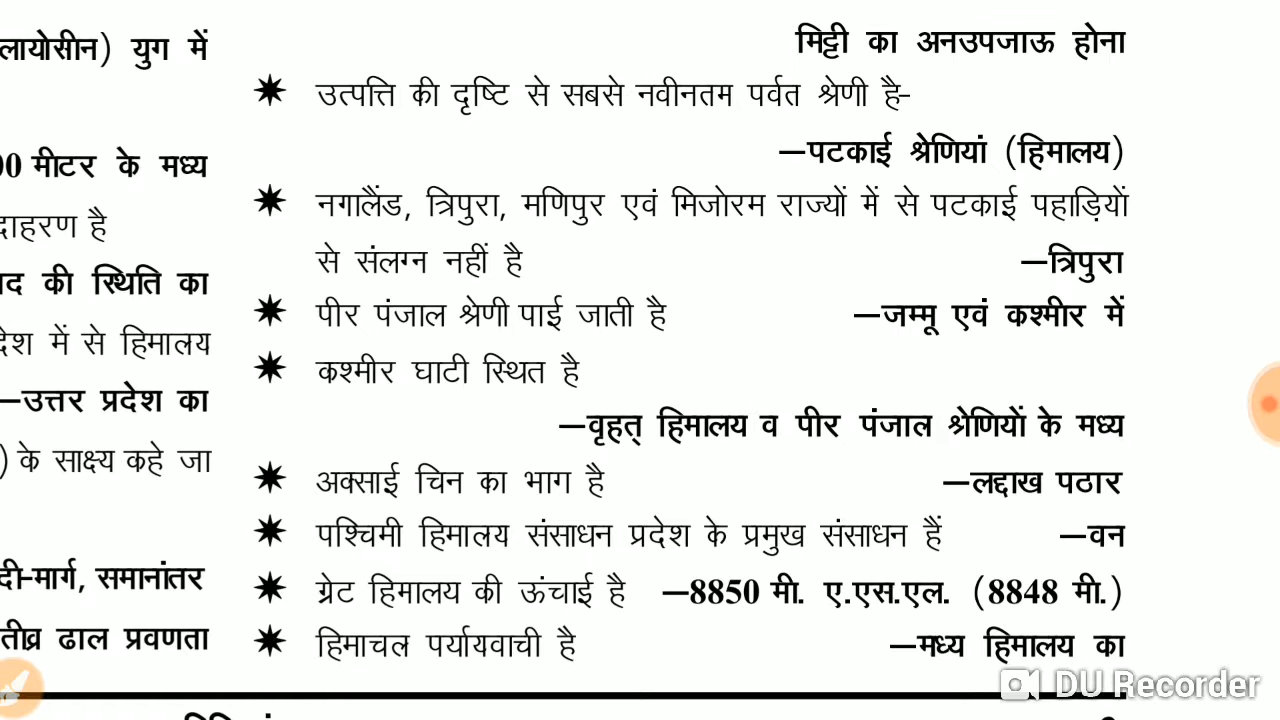 लायोसीन) युग में
00 मीटर के मध्य
दाहरण है
द की स्थिति का
देश में से हिमालय
—उत्तर प्रदेश का
) के साक्ष्य कहे जा
दी-मार्ग, समानांतर
तीव्र ढाल प्रवणता
मिट्टी का अनउपजाऊ होना
✷ उत्पत्ति की दृष्टि से सबसे नवीनतम पर्वत श्रेणी है–
—पटकाई श्रेणियां (हिमालय)
✷ नगालैंड, त्रिपुरा, मणिपुर एवं मिजोरम राज्यों में से पटकाई पहाड़ियों
से संलग्न नहीं है —त्रिपुरा
✷ पीर पंजाल श्रेणी पाई जाती है —जम्मू एवं कश्मीर में
✷ कश्मीर घाटी स्थित है
—वृहत् हिमालय व पीर पंजाल श्रेणियों के मध्य
✷ अक्साई चिन का भाग है —लद्दाख पठार
✷ पश्चिमी हिमालय संसाधन प्रदेश के प्रमुख संसाधन हैं —वन
✷ ग्रेट हिमालय की ऊंचाई है —8850 मी. ए.एस.एल. (8848 मी.)
✷ हिमाचल पर्यायवाची है —मध्य हिमालय का
DU Recorder